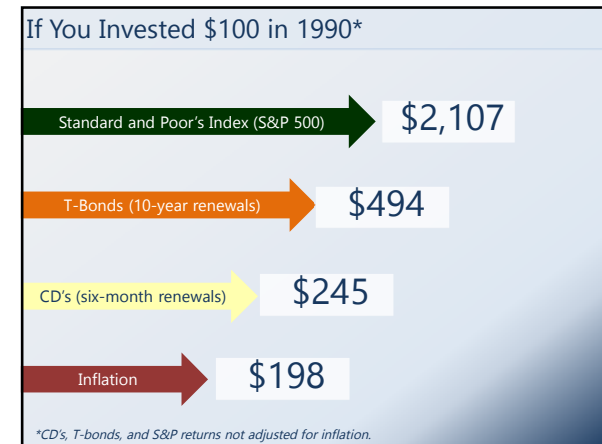 If You Invested $100 in 1990*
Standard and Poor's Index (S&P 500)
$2,107
T-Bonds (10-year renewals)
$494
CD's (six-month renewals)
$245
Inflation
$198
*CD's, T-bonds, and S&P returns not adjusted for inflation.